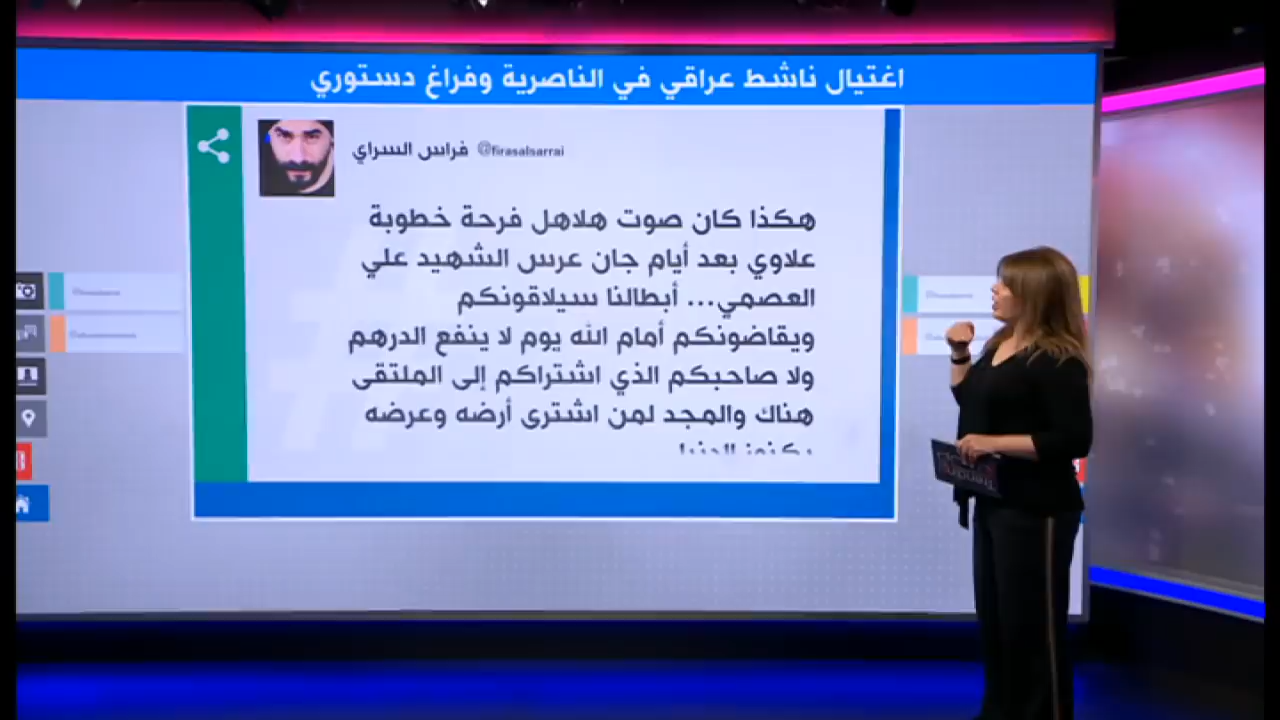 اغتيال ناشط عراقي في الناصرية وفراغ دستوري
فراس السراي @firasalsarrai
هكذا كان صوت هلاهل فرحة خطوبة
علاوي بعد أيام جان عرس الشهيد علي
العصمي... أبطالنا سيلاقونكم
ويقاضونكم أمام الله يوم لا ينفع الدرهم
ولا صاحبكم الذي اشتراكم إلى الملتقى
هناك والمجد لمن اشترى أرضه وعرضه